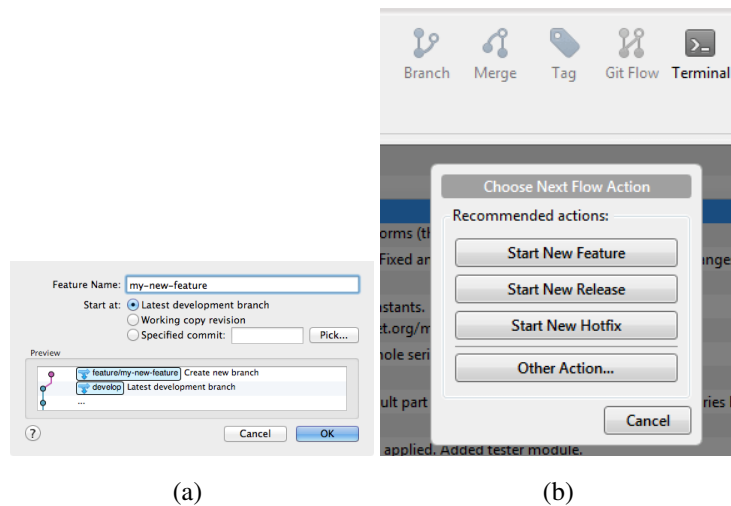 Feature Name: my-new-feature
Start at: Latest development branch
Working copy revision
Specified commit: Pick...
Preview
feature/my-new-feature Create new branch
develop Latest development branch
...
? Cancel OK
(a)
Branch Merge Tag Git Flow Terminal
Choose Next Flow Action
Recommended actions:
orms (th
Start New Feature
Fixed an
ange
Start New Release
stants.
Start New Hotfix
et.org/m
ole seri
Other Action...
ult part
ries
Cancel
applied. Added tester module.
(b)